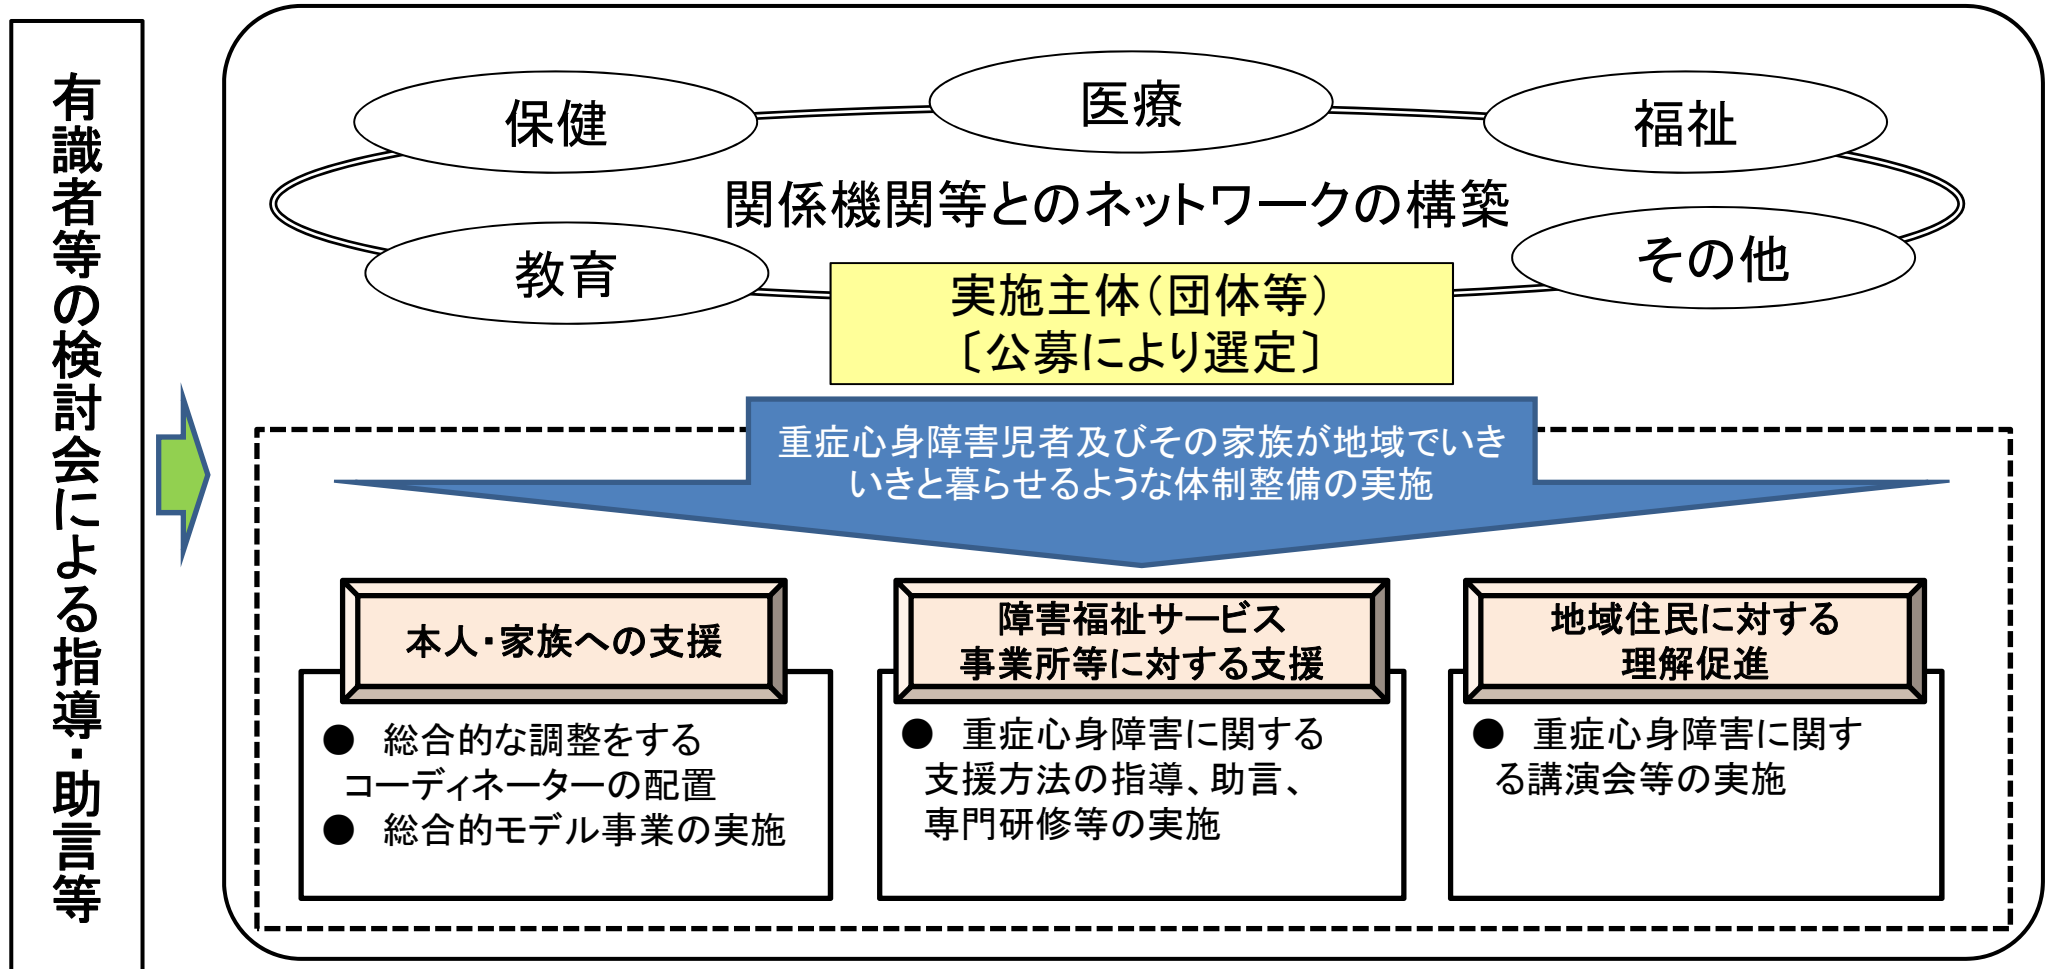 有識者等の検討会による指導・助言等
保健
医療
福祉
関係機関等とのネットワークの構築
教育
その他
実施主体（団体等）
〔公募により選定〕
重症心身障害児者及びその家族が地域でいき
いきと暮らせるような体制整備の実施
本人・家族への支援
● 総合的な調整をする
コーディネーターの配置
● 総合的モデル事業の実施
障害福祉サービス
事業所等に対する支援
● 重症心身障害に関する
支援方法の指導、助言、
専門研修等の実施
地域住民に対する
理解促進
● 重症心身障害に関す
る講演会等の実施